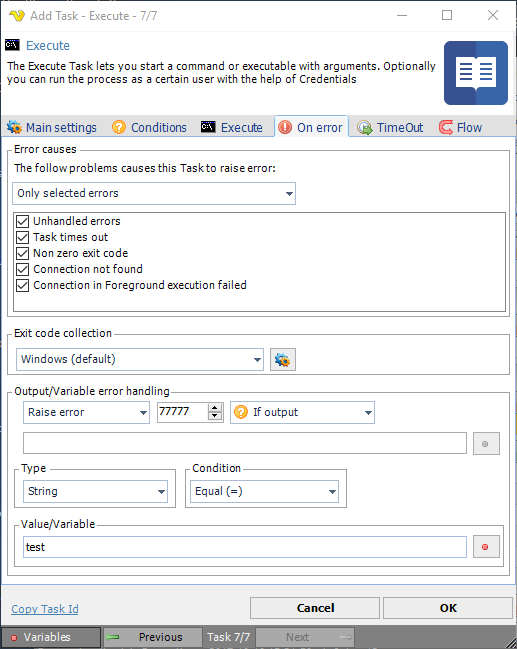 Add Task - Execute - 7/7
Execute
The Execute Task lets you start a command or executable with arguments. Optionally
you can run the process as a certain user with the help of Credentials
Main settings
Conditions
Execute
On error
TimeOut
Flow
Error causes
The follow problems causes this Task to raise error:
Only selected errors
Unhandled errors
Task times out
Non zero exit code
Connection not found
Connection in Foreground execution failed
Exit code collection
Windows (default)
Output/Variable error handling
Raise error
77777
If output
Type
String
Condition
Equal (=)
Value/Variable
test
Copy Task Id
Cancel
OK
Variables
Previous
Task 7/7
Next